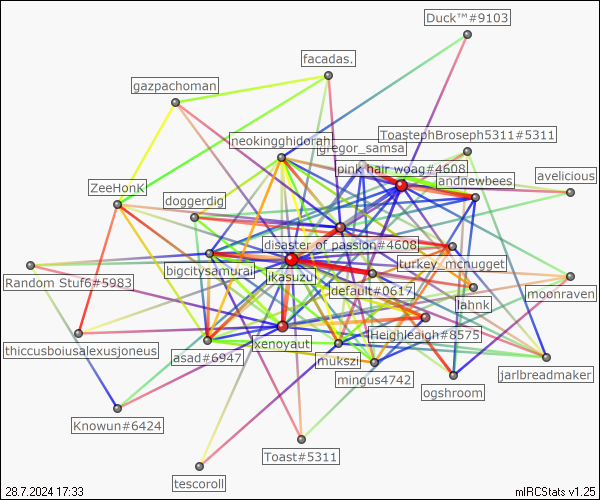 Duck™#9103
facadas.
gazpachoman
neokingghidorah
gregor_samsa
ToastephBroseph5311#5311
pink hair woag#4608
andnewbees
avelicious
ZeeHonk
doggerdig
disaster of passion#4608
turkey_mcnugget
bigcitysamurai
ikasuzu
default#0617
Random Stuf6#5983
lahnk
moonraven
Heighleaigh#8575
thiccusboiusalexusjoneus
asad#6947
xenoyaut
mukszi
mingus4742
jarlbreadmaker
ogshroom
Knowun#6424
Toast#5311
tescoroll
28.7.2024 17:33
mIRCStats v1.25